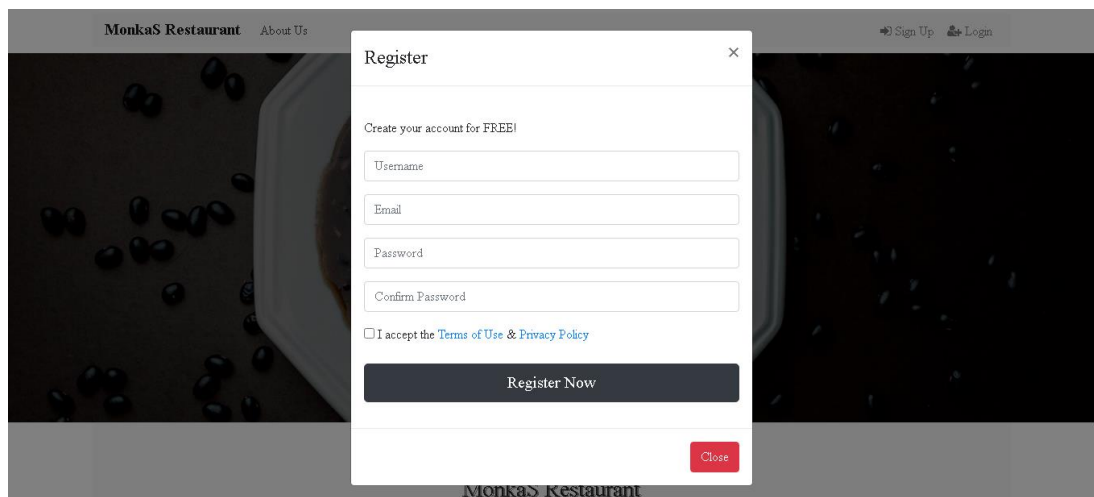 MonkaS Restaurant About Us Sign Up Login
Register ×
Create your account for FREE!
Username
Email
Password
Confirm Password
I accept the Terms of Use & Privacy Policy
Register Now
Close
MonkaS Restaurant